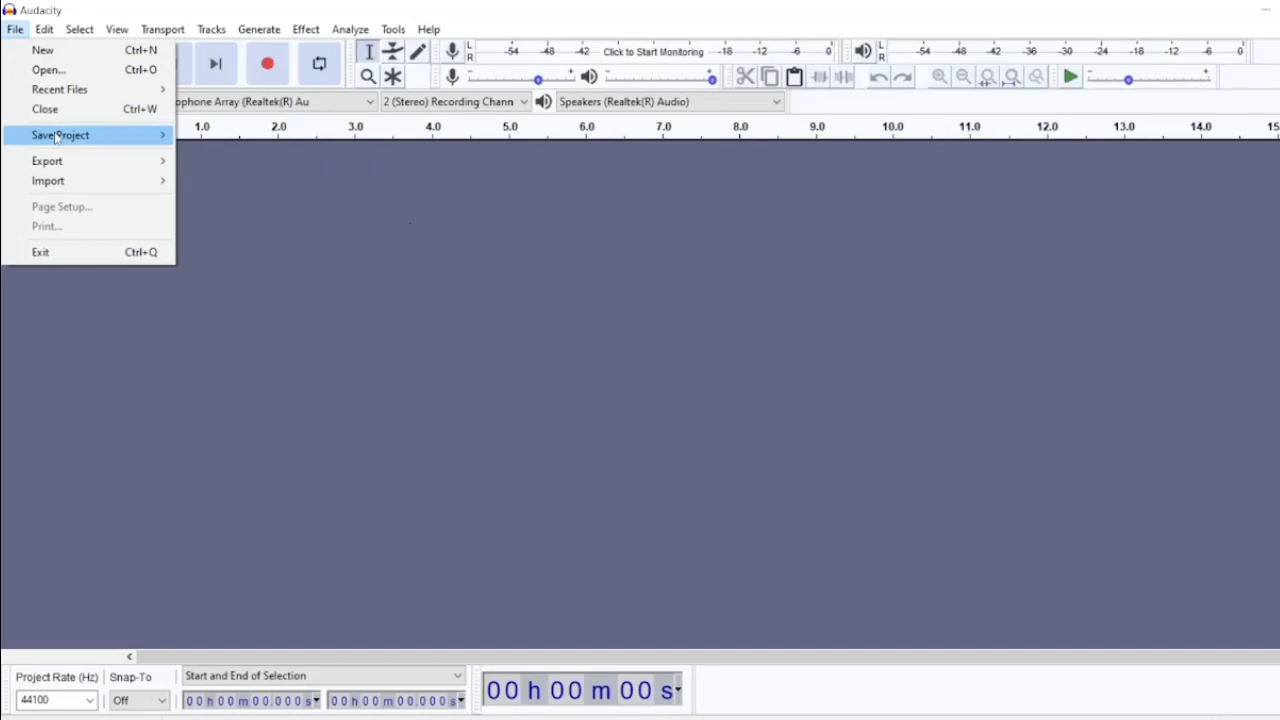 Audacity
File Edit Select View Transport Tracks Generate Effect Analyze Tools Help
New Ctrl+N
Open... Ctrl+O
Recent Files
Close Ctrl+W
Save Project
Export
Import
Page Setup...
Print...
Exit Ctrl+Q
L
R
-54 -48 -42 Click to Start Monitoring -18 -12 -6 0
L
R
-54 -48 -42 -36 -30 -24 -18 -12 -6 0
- +
- +
- +
ophone Array (Realtek(R) Au
2 (Stereo) Recording Chann
Speakers (Realtek(R) Audio)
1.0 2.0 3.0 4.0 5.0 6.0 7.0 8.0 9.0 10.0 11.0 12.0 13.0 14.0 15
Project Rate (Hz) Snap-To Start and End of Selection
44100 Off 00 h 00 m 00.000 s 00 h 00 m 00.000 s
00 h 00 m 00 s